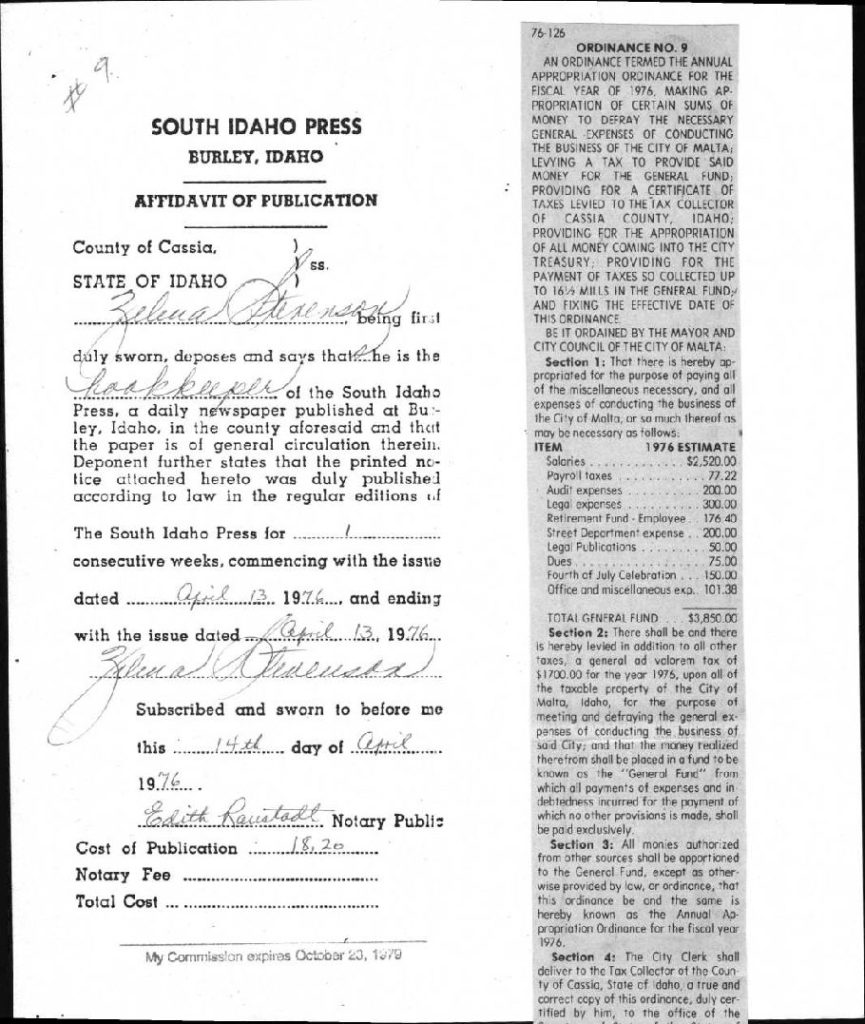 # 9
SOUTH IDAHO PRESS
BURLEY, IDAHO
AFFIDAVIT OF PUBLICATION
County of Cassia,
STATE OF IDAHO
) ss.
Zelma Stevenson, being first
duly sworn, deposes and says that she is the
bookkeeper of the South Idaho
Press, a daily newspaper published at Bur-
ley, Idaho, in the county aforesaid and that
the paper is of general circulation therein.
Deponent further states that the printed no-
tice attached hereto was duly published
according to law in the regular editions of
The South Idaho Press for 1
consecutive weeks, commencing with the issue
dated April 13 1976, and ending
with the issue dated April 13, 1976
Zelma Stevenson
Subscribed and sworn to before me
this 14th day of April
1976.
Edith Notary Public
Cost of Publication 18.20
Notary Fee
Total Cost
My Commission expires October 23, 1979
76-126
ORDINANCE NO. 9
AN ORDINANCE TERMED THE ANNUAL
APPROPRIATION ORDINANCE FOR THE
FISCAL YEAR OF 1976, MAKING AP-
PROPRIATION OF CERTAIN SUMS OF
MONEY TO DEFRAY THE NECESSARY
GENERAL EXPENSES OF CONDUCTING
THE BUSINESS OF THE CITY OF MALTA;
LEVYING A TAX TO PROVIDE SAID
MONEY FOR THE GENERAL FUND;
PROVIDING FOR A CERTIFICATE OF
TAXES LEVIED TO THE TAX COLLECTOR
OF CASSIA COUNTY, IDAHO;
PROVIDING FOR THE APPROPRIATION
OF ALL MONEY COMING INTO THE CITY
TREASURY; PROVIDING FOR THE
PAYMENT OF TAXES SO COLLECTED UP
TO 16½ MILLS IN THE GENERAL FUND;
AND FIXING THE EFFECTIVE DATE OF
THIS ORDINANCE.
BE IT ORDAINED BY THE MAYOR AND
CITY COUNCIL OF THE CITY OF MALTA:
Section 1: That there is hereby ap-
propriated for the purpose of paying all
of the miscellaneous necessary, and all
expenses of conducting the business of
the City of Malta, or so much thereof as
may be necessary as follows:
ITEM 1976 ESTIMATE
Salaries . . . . . . . . . . . . $2,520.00
Payroll taxes . . . . . . . . . . . 77.22
Audit expenses . . . . . . . . . . 200.00
Legal expenses . . . . . . . . . . 300.00
Retirement Fund - Employee . 176.40
Street Department expense . . 200.00
Legal Publications . . . . . . . . . 50.00
Dues . . . . . . . . . . . . . . . 75.00
Fourth of July Celebration . . . 150.00
Office and miscellaneous exp. . 101.38
TOTAL GENERAL FUND . . . $3,850.00
Section 2: There shall be and there
is hereby levied in addition to all other
taxes, a general ad valorem tax of
$1700.00 for the year 1976, upon all of
the taxable property of the City of
Malta, Idaho, for the purpose of
meeting and defraying the general ex-
penses of conducting the business of
said City; and that the money realized
therefrom shall be placed in a fund to be
known as the "General Fund" from
which all payments of expenses and in
debtedness incurred for the payment of
which no other provisions is made, shall
be paid exclusively.
Section 3: All monies authorized
from other sources shall be apportioned
to the General Fund, except as other-
wise provided by law, or ordinance, that
this ordinance be and the same is
hereby known as the Annual Ap-
propriation Ordinance for the fiscal year
1976.
Section 4: The City Clerk shall
deliver to the Tax Collector of the Coun-
ty of Cassia, State of Idaho, a true and
correct copy of this ordinance, duly cer-
tified by him, to the office of the